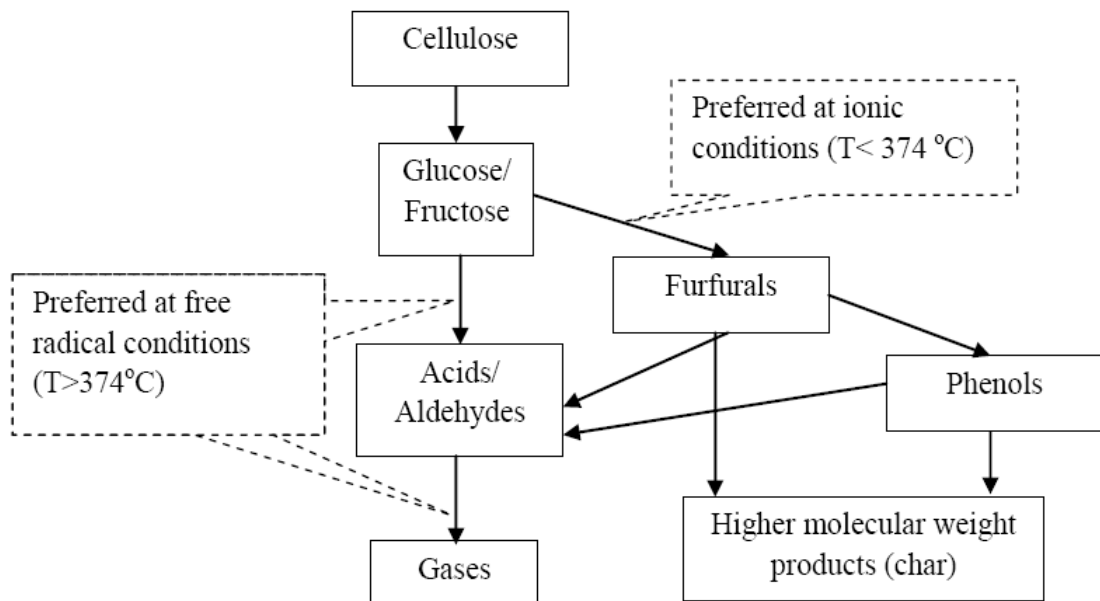 Cellulose
Preferred at ionic
conditions (T< 374 °C)
Glucose/
Fructose
Furfurals
Preferred at free
radical conditions
(T>374°C)
Acids/
Aldehydes
Phenols
Higher molecular weight
products (char)
Gases